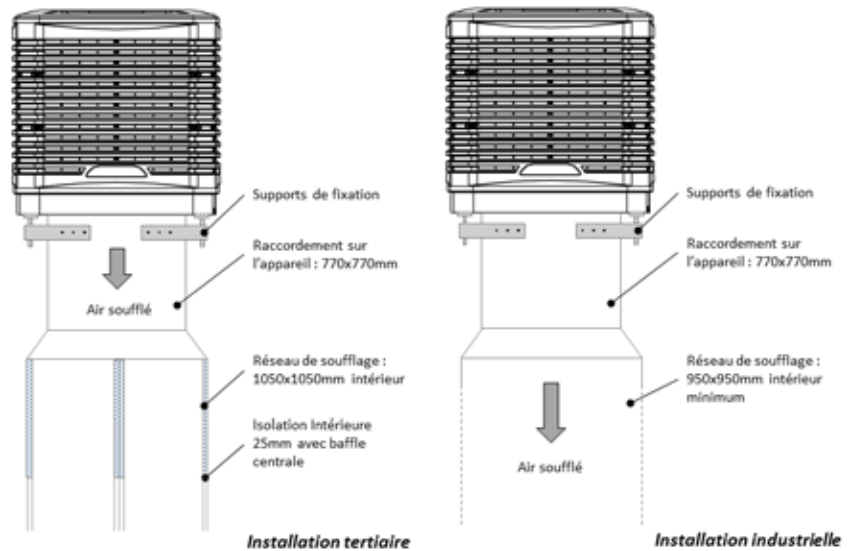 Supports de fixation
Raccordement sur
l'appareil : 770x770mm
Air soufflé
Réseau de soufflage :
1050x1050mm intérieur
Isolation Intérieure
25mm avec baffle
centrale
Installation tertiaire
Supports de fixation
Raccordement sur
l'appareil : 770x770mm
Réseau de soufflage :
950x950mm intérieur
minimum
Air soufflé
Installation industrielle